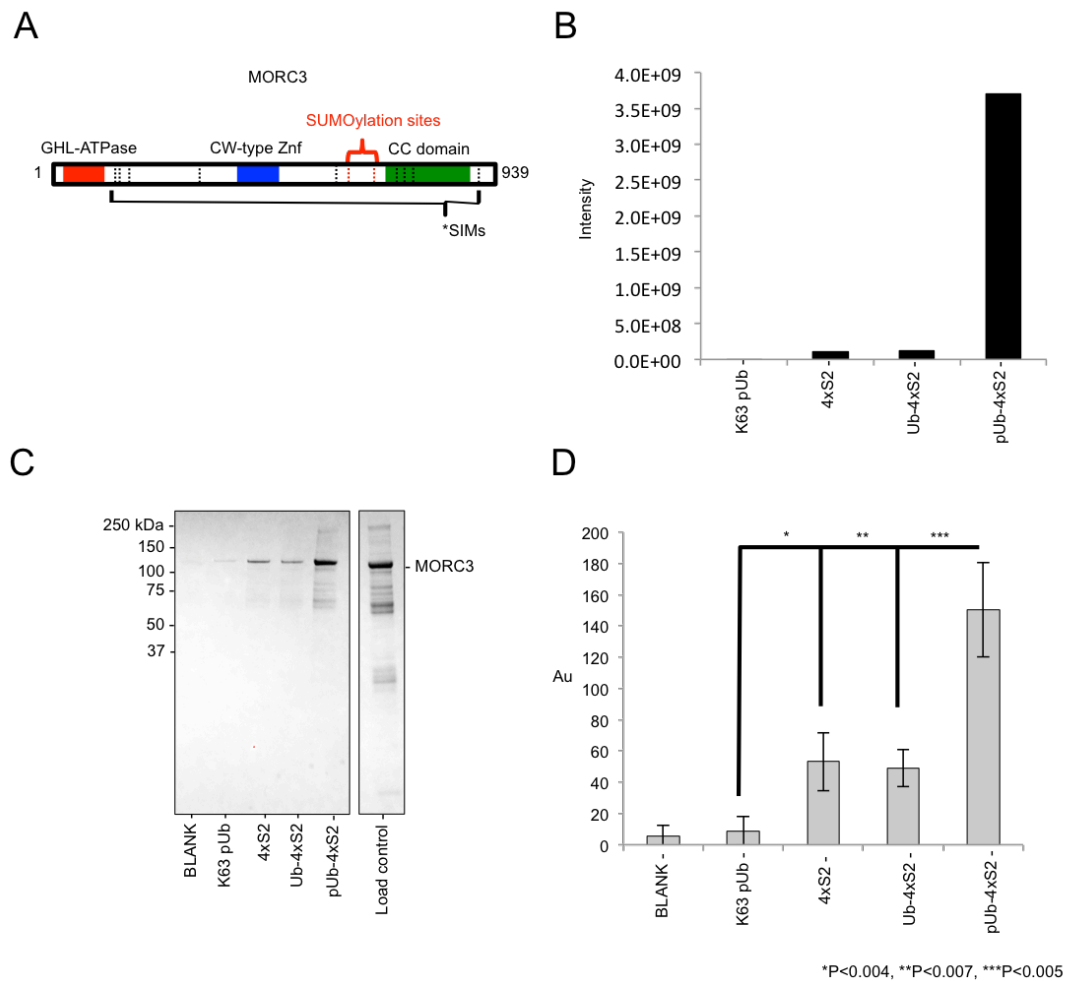 A
MORC3
SUMOylation sites
GHL-ATPase
CW-type Znf
CC domain
1
939
*SIMs
B
4.0E+09
3.5E+09
3.0E+09
2.5E+09
2.0E+09
1.5E+09
1.0E+09
5.0E+08
0.0E+00
Intensity
K63 pUb
4xS2
Ub-4xS2
pUb-4xS2
C
250 kDa
150
100
75
50
37
MORC3
BLANK
K63 pUb
4xS2
Ub-4xS2
pUb-4xS2
Load control
D
200
180
160
140
120
100
80
60
40
20
0
Au
*
**
***
BLANK
K63 pUb
4xS2
Ub-4xS2
pUb-4xS2
*P<0.004, **P<0.007, ***P<0.005